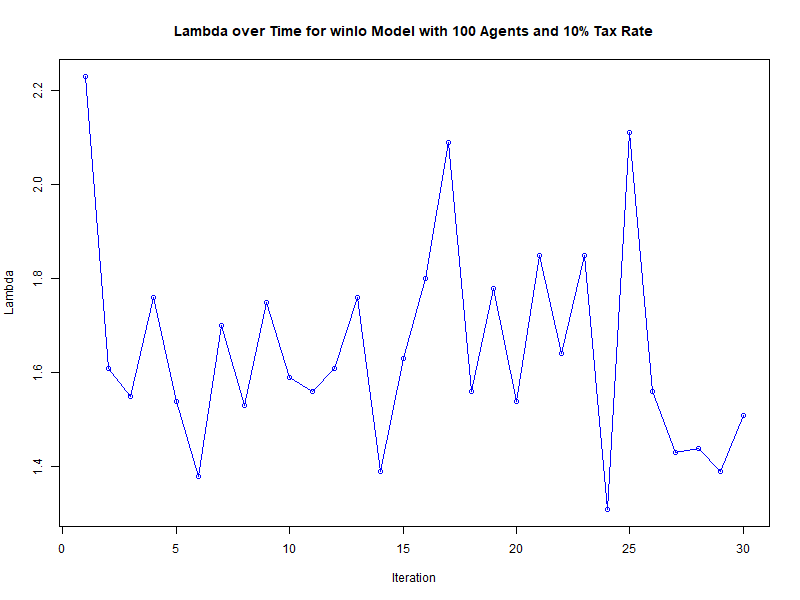 Lambda over Time for winlo Model with 100 Agents and 10% Tax Rate
2.2
2.0
1.8
1.6
1.4
Lambda
0 5 10 15 20 25 30
Iteration